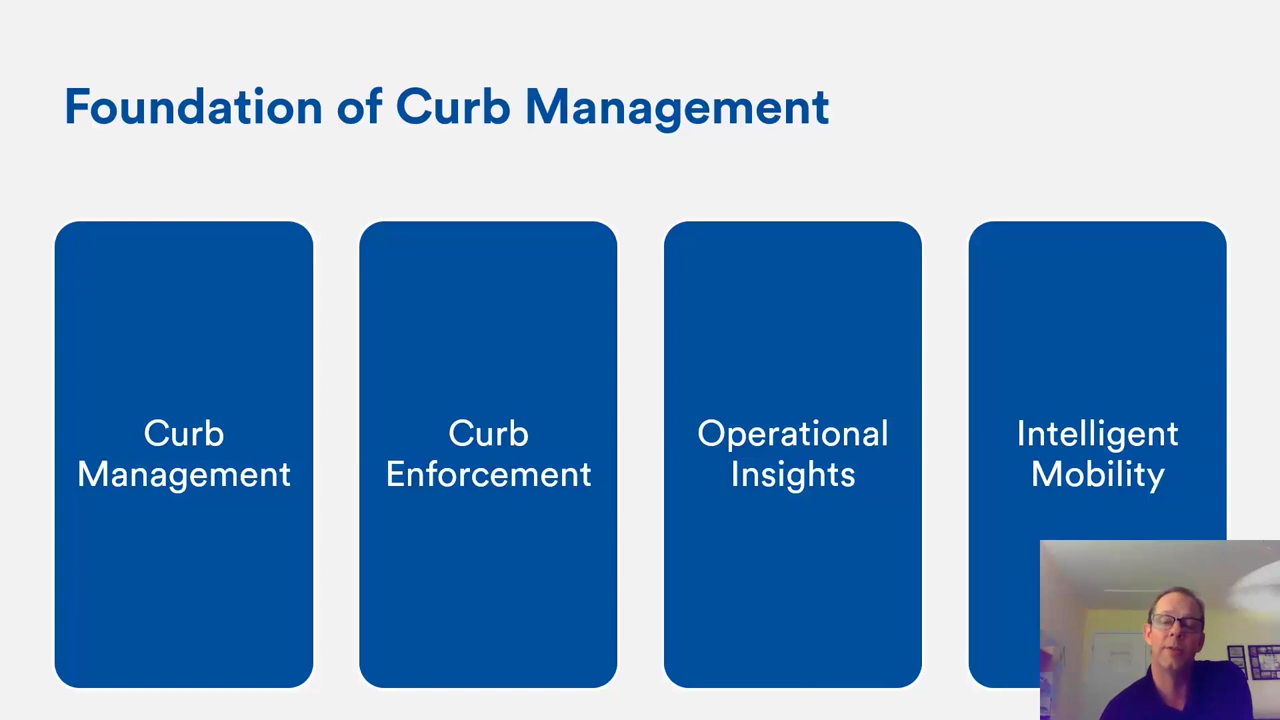 Foundation of Curb Management
Curb
Management
Curb
Enforcement
Operational
Insights
Intelligent
Mobility